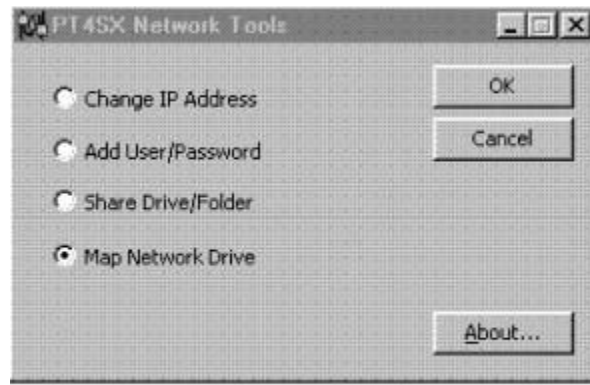 PT4SX Network Tools
Change IP Address
OK
Add User/Password
Cancel
Share Drive/Folder
Map Network Drive
About...